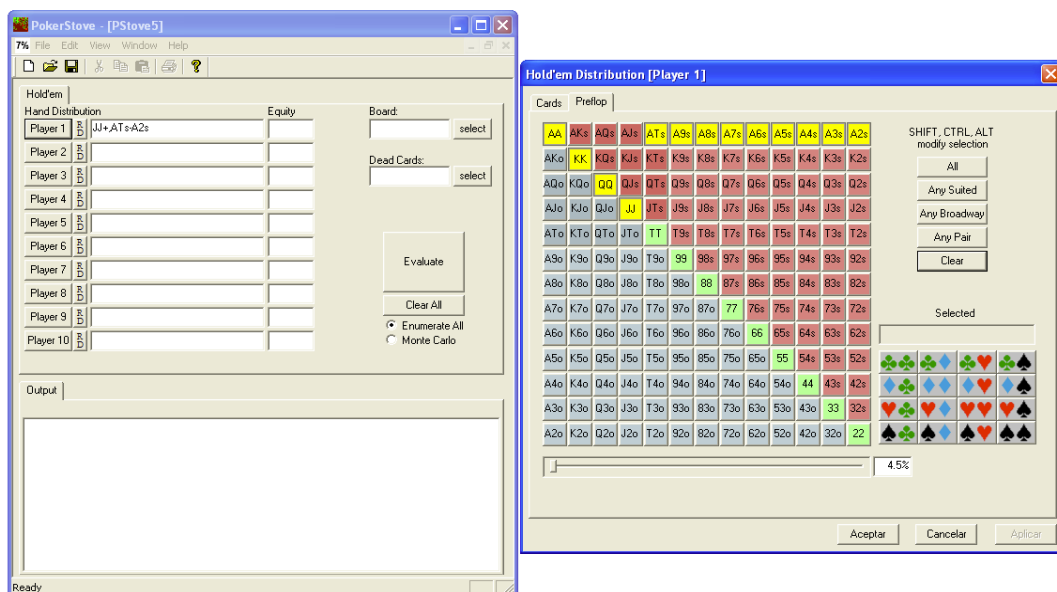 PokerStove - [PStove5]
7% File Edit View Window Help
Hold'em
Hand Distribution Equity Board:
Player 1 R D JJ+,ATs-A2s select
Player 2 R D
Dead Cards:
Player 3 R D select
Player 4 R D
Player 5 R D
Player 6 R D
Player 7 R D Evaluate
Player 8 R D
Clear All
Player 9 R D Enumerate All
Player 10 R D Monte Carlo
Output
Ready
Hold'em Distribution [Player 1]
Cards Preflop
AA AKs AQs AJs ATs A9s A8s A7s A6s A5s A4s A3s A2s
AKo KK KQs KJs KTs K9s K8s K7s K6s K5s K4s K3s K2s
AQo KQo QQ QJs QTs Q9s Q8s Q7s Q6s Q5s Q4s Q3s Q2s
AJo KJo QJo JJ JTs J9s J8s J7s J6s J5s J4s J3s J2s
ATo KTo QTo JTo TT T9s T8s T7s T6s T5s T4s T3s T2s
A9o K9o Q9o J9o T9o 99 98s 97s 96s 95s 94s 93s 92s
A8o K8o Q8o J8o T8o 98o 88 87s 86s 85s 84s 83s 82s
A7o K7o Q7o J7o T7o 97o 87o 77 76s 75s 74s 73s 72s
A6o K6o Q6o J6o T6o 96o 86o 76o 66 65s 64s 63s 62s
A5o K5o Q5o J5o T5o 95o 85o 75o 65o 55 54s 53s 52s
A4o K4o Q4o J4o T4o 94o 84o 74o 64o 54o 44 43s 42s
A3o K3o Q3o J3o T3o 93o 83o 73o 63o 53o 43o 33 32s
A2o K2o Q2o J2o T2o 92o 82o 72o 62o 52o 42o 32o 22
4.5%
SHIFT, CTRL, ALT
modify selection
All
Any Suited
Any Broadway
Any Pair
Clear
Selected
Aceptar Cancelar Aplicar